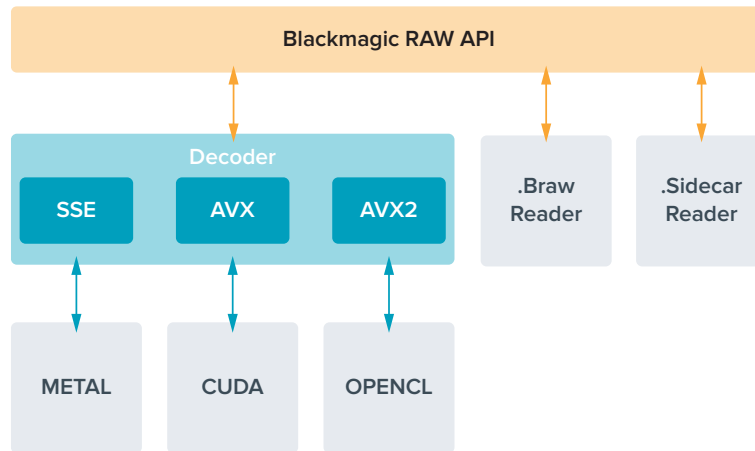 Blackmagic RAW API
Decoder
SSE
AVX
AVX2
.Braw
Reader
.Sidecar
Reader
METAL
CUDA
OPENCL